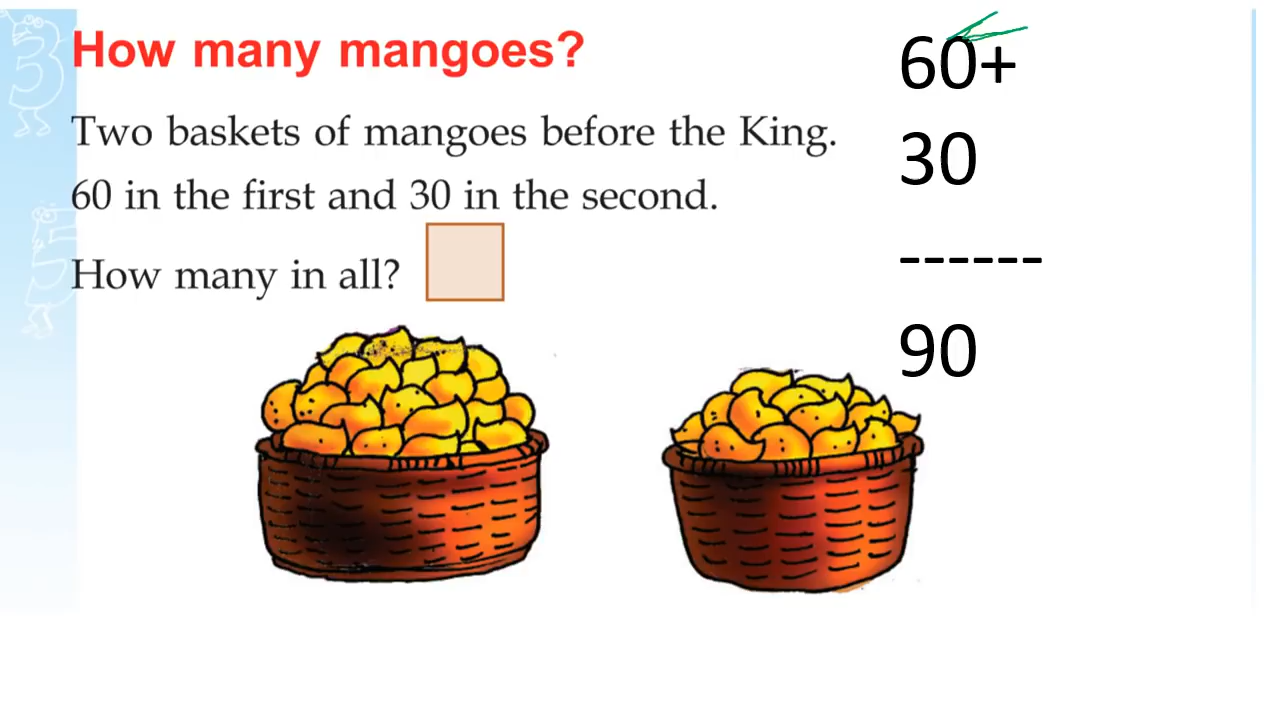 How many mangoes?
Two baskets of mangoes before the King.
60 in the first and 30 in the second.
How many in all?
60+
30
------
90